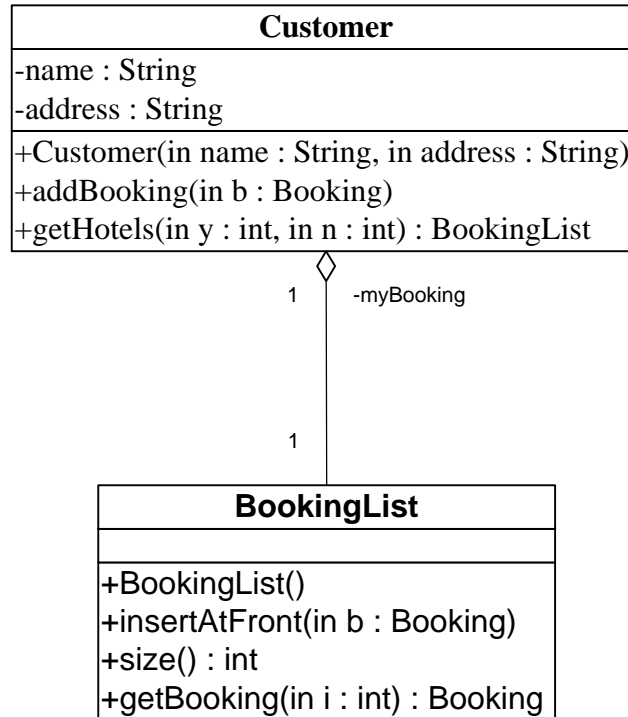 Customer
-name : String
-address : String
+Customer(in name : String, in address : String)
+addBooking(in b : Booking)
+getHotels(in y : int, in n : int) : BookingList
1 -myBooking
1
BookingList
+BookingList()
+insertAtFront(in b : Booking)
+size() : int
+getBooking(in i : int) : Booking